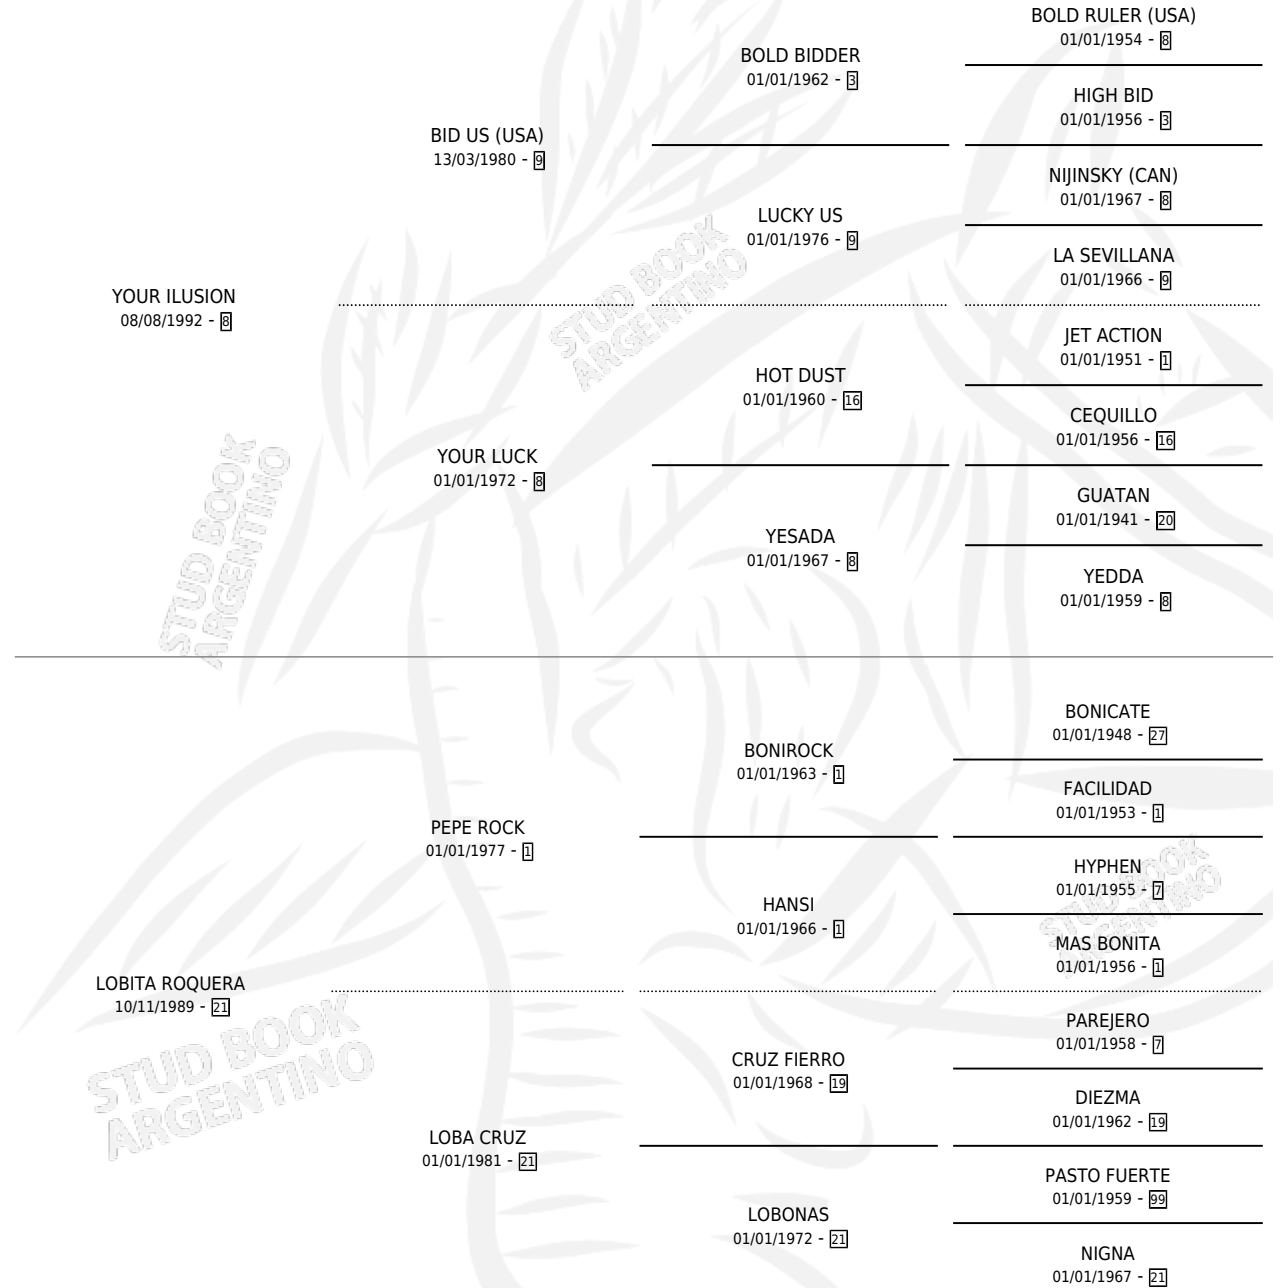 BOLD RULER (USA)
01/01/1954 - 8
BOLD BIDDER
01/01/1962 - 3
HIGH BID
01/01/1956 - 3
BID US (USA)
13/03/1980 - 9
NIJINSKY (CAN)
01/01/1967 - 8
LUCKY US
01/01/1976 - 9
LA SEVILLANA
01/01/1966 - 9
YOUR ILUSION
08/08/1992 - 8
JET ACTION
01/01/1951 - 1
HOT DUST
01/01/1960 - 16
CEQUILLO
01/01/1956 - 16
YOUR LUCK
01/01/1972 - 8
GUATAN
01/01/1941 - 20
YESADA
01/01/1967 - 8
YEDDA
01/01/1959 - 8
STUD BOOK
ARGENTINO
STUD BOOK
ARGENTINO
BONICATE
01/01/1948 - 27
BONIROCK
01/01/1963 - 1
FACILIDAD
01/01/1953 - 1
PEPE ROCK
01/01/1977 - 1
HYPHEN
01/01/1955 - 7
HANSI
01/01/1966 - 1
MAS BONITA
01/01/1956 - 1
STUD BOOK
ARGENTINO
LOBITA ROQUERA
10/11/1989 - 21
PAREJERO
01/01/1958 - 7
CRUZ FIERRO
01/01/1968 - 19
DIEZMA
01/01/1962 - 19
STUD BOOK
ARGENTINO
LOBA CRUZ
01/01/1981 - 21
PASTO FUERTE
01/01/1959 - 99
LOBONAS
01/01/1972 - 21
NIGNA
01/01/1967 - 21